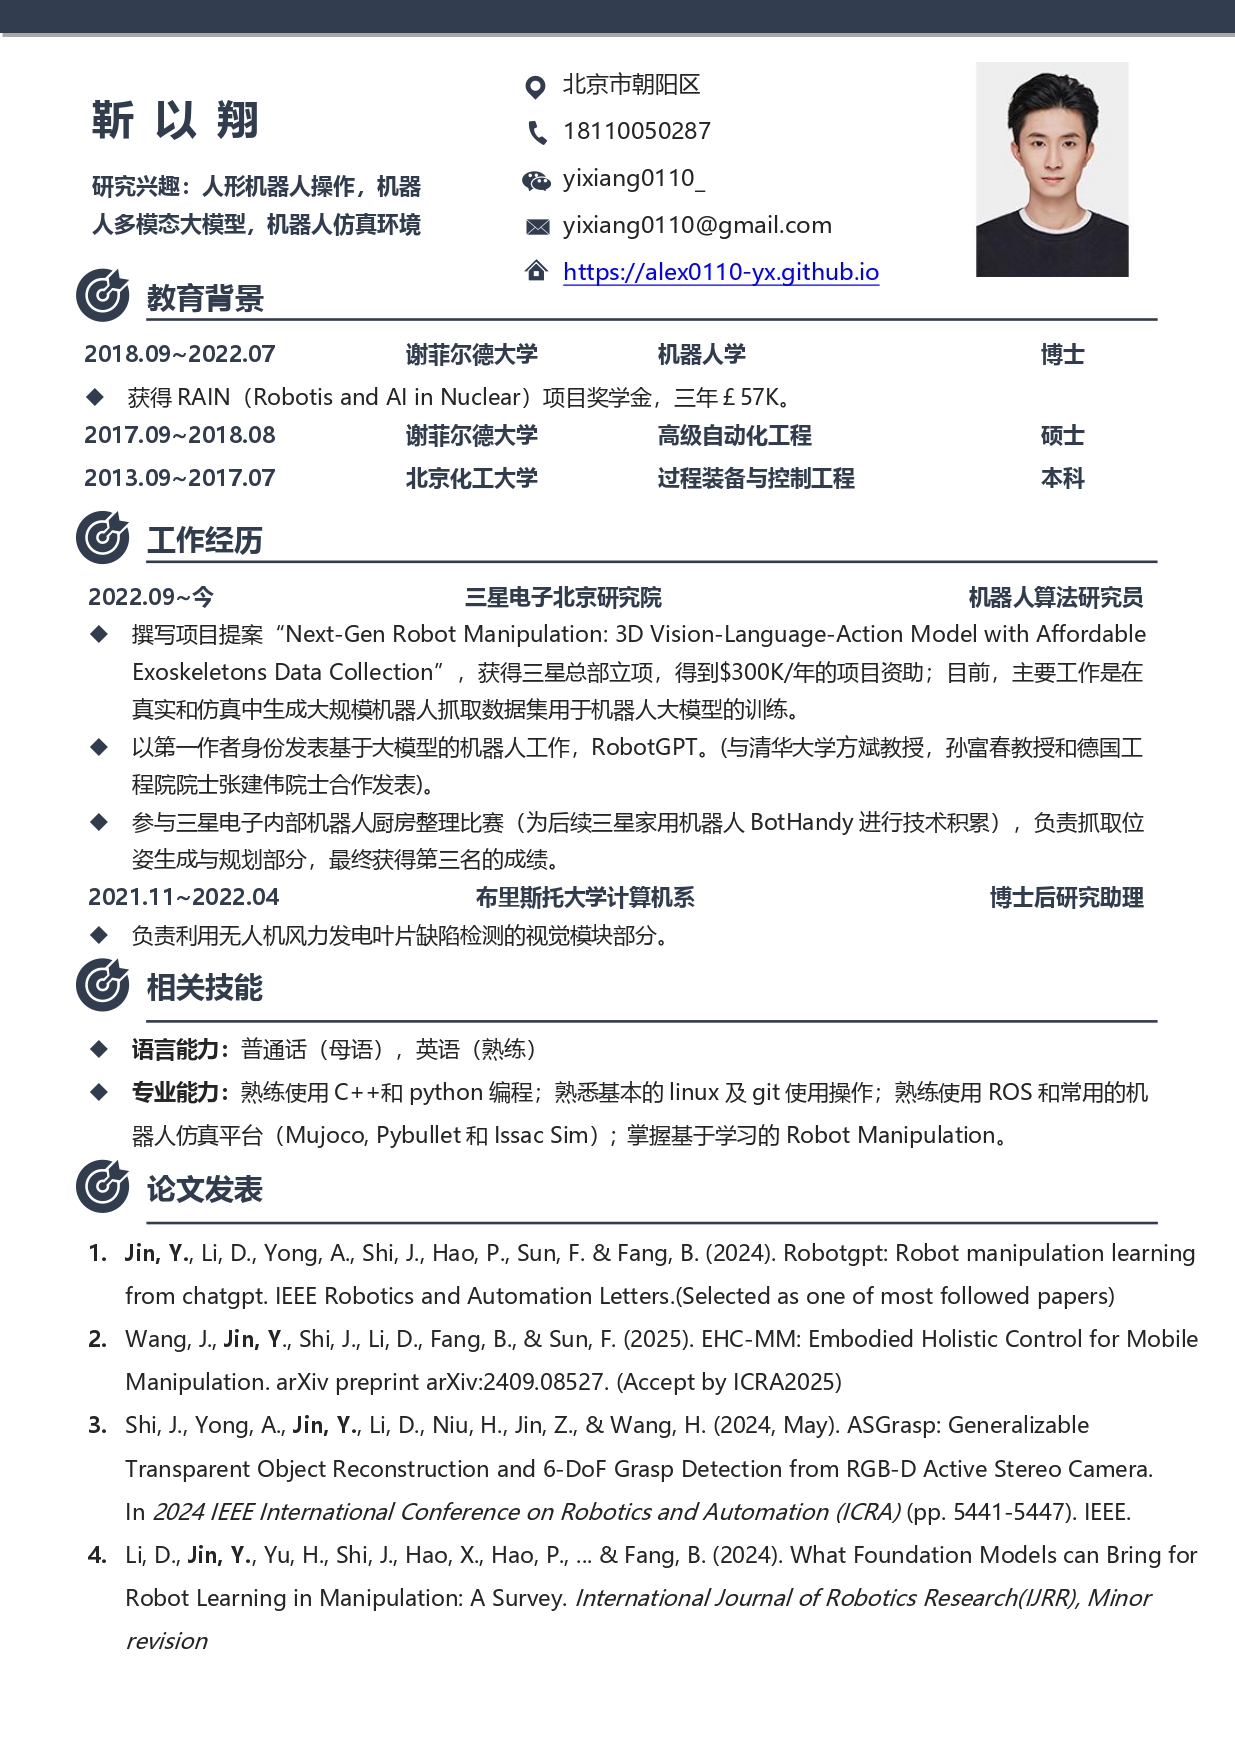 靳以翔
研究兴趣：人形机器人操作，机器
人多模态大模型，机器人仿真环境
北京市朝阳区
18110050287
yixiang0110_
yixiang0110@gmail.com
https://alex0110-yx.github.io
教育背景
2018.09~2022.07 谢菲尔德大学 机器人学 博士
◆ 获得 RAIN（Robotis and AI in Nuclear）项目奖学金，三年￡57K。
2017.09~2018.08 谢菲尔德大学 高级自动化工程 硕士
2013.09~2017.07 北京化工大学 过程装备与控制工程 本科
工作经历
2022.09~今 三星电子北京研究院 机器人算法研究员
◆ 撰写项目提案“Next-Gen Robot Manipulation: 3D Vision-Language-Action Model with Affordable
Exoskeletons Data Collection”，获得三星总部立项，得到$300K/年的项目资助；目前，主要工作是在
真实和仿真中生成大规模机器人抓取数据集用于机器人大模型的训练。
◆ 以第一作者身份发表基于大模型的机器人工作，RobotGPT。(与清华大学方斌教授，孙富春教授和德国工
程院院士张建伟院士合作发表)。
◆ 参与三星电子内部机器人厨房整理比赛（为后续三星家用机器人 BotHandy 进行技术积累），负责抓取位
姿生成与规划部分，最终获得第三名的成绩。
2021.11~2022.04 布里斯托大学计算机系 博士后研究助理
◆ 负责利用无人机风力发电叶片缺陷检测的视觉模块部分。
相关技能
◆ 语言能力：普通话（母语），英语（熟练）
◆ 专业能力：熟练使用 C++和 python 编程；熟悉基本的 linux 及 git 使用操作；熟练使用 ROS 和常用的机
器人仿真平台（Mujoco, Pybullet 和 Issac Sim）；掌握基于学习的 Robot Manipulation。
论文发表
1. Jin, Y., Li, D., Yong, A., Shi, J., Hao, P., Sun, F. & Fang, B. (2024). Robotgpt: Robot manipulation learning
from chatgpt. IEEE Robotics and Automation Letters.(Selected as one of most followed papers)
2. Wang, J., Jin, Y., Shi, J., Li, D., Fang, B., & Sun, F. (2025). EHC-MM: Embodied Holistic Control for Mobile
Manipulation. arXiv preprint arXiv:2409.08527. (Accept by ICRA2025)
3. Shi, J., Yong, A., Jin, Y., Li, D., Niu, H., Jin, Z., & Wang, H. (2024, May). ASGrasp: Generalizable
Transparent Object Reconstruction and 6-DoF Grasp Detection from RGB-D Active Stereo Camera.
In 2024 IEEE International Conference on Robotics and Automation (ICRA) (pp. 5441-5447). IEEE.
4. Li, D., Jin, Y., Yu, H., Shi, J., Hao, X., Hao, P., ... & Fang, B. (2024). What Foundation Models can Bring for
Robot Learning in Manipulation: A Survey. International Journal of Robotics Research(IJRR), Minor
revision